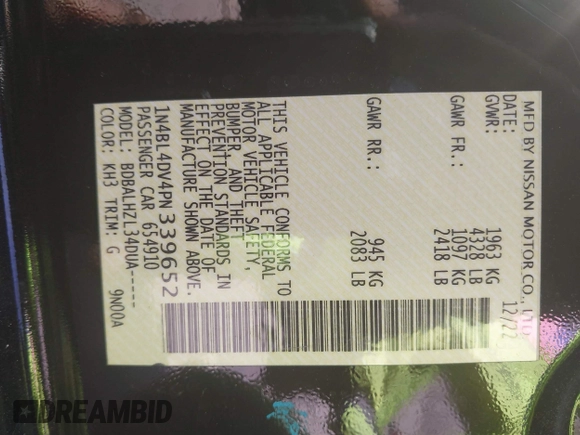 MFD BY NISSAN MOTOR CO., LTD.
DATE: 12/22
GVWR: 1963 KG
4328 LB
GAWR FR.: 1097 KG
2418 LB
GAWR RR.: 945 KG
2083 LB
THIS VEHICLE CONFORMS TO
ALL APPLICABLE FEDERAL
MOTOR VEHICLE SAFETY,
BUMPER, AND THEFT
PREVENTION STANDARDS IN
EFFECT ON THE DATE OF
MANUFACTURE SHOWN ABOVE.
1N4BL4DV4PN339652
PASSENGER CAR 654910
MODEL: BDBALHZL34DUA-----
COLOR: KH3 TRIM: G 9N00A
DREAMBID